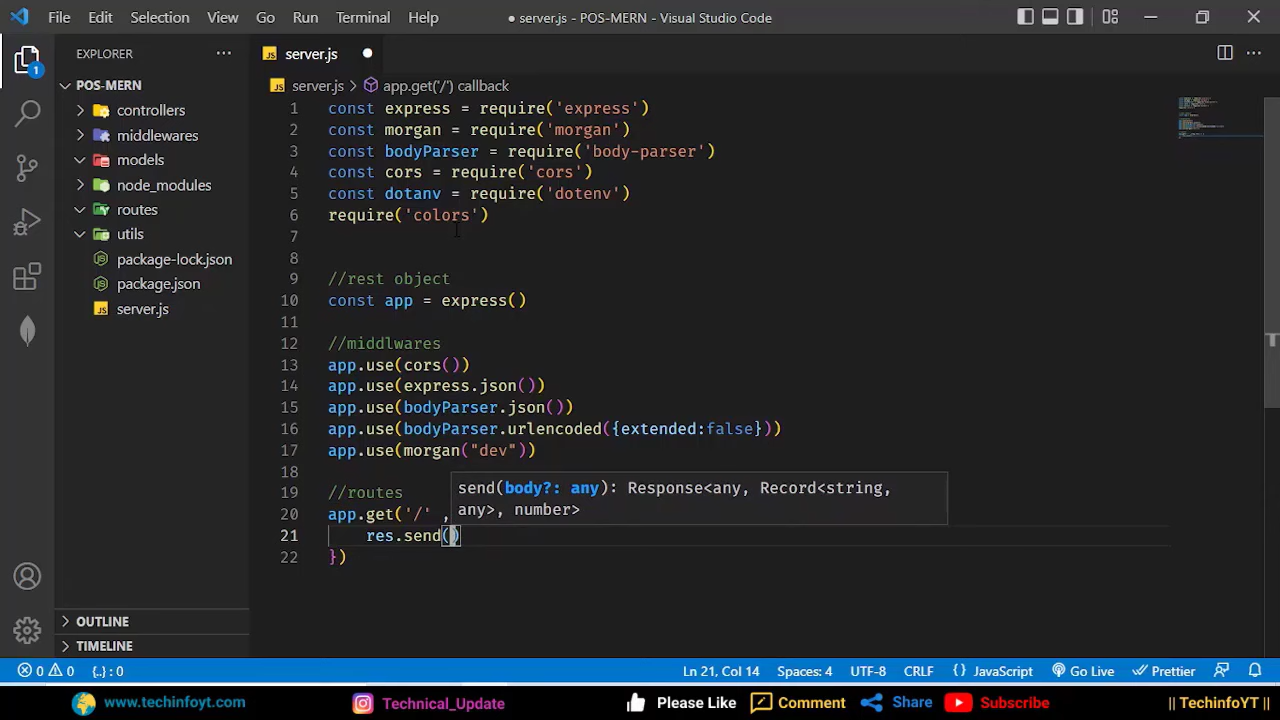 File Edit Selection View Go Run Terminal Help ● server.js - POS-MERN - Visual Studio Code
EXPLORER ···
JS server.js ●
1
POS-MERN
JS server.js > app.get('/') callback
controllers
middlewares
models
node_modules
routes
utils
package-lock.json
package.json
JS server.js
1 const express = require('express')
2 const morgan = require('morgan')
3 const bodyParser = require('body-parser')
4 const cors = require('cors')
5 const dotanv = require('dotenv')
6 require('colors')
7
8
9 //rest object
10 const app = express()
11
12 //middlwares
13 app.use(cors())
14 app.use(express.json())
15 app.use(bodyParser.json())
16 app.use(bodyParser.urlencoded({extended:false}))
17 app.use(morgan("dev"))
18
19 //routes
20 app.get('/' ,
21 res.send()
22 })
send(body?: any): Response<any, Record<string,
any>, number>
OUTLINE
TIMELINE
0 0 {..} : 0 Ln 21, Col 14 Spaces: 4 UTF-8 CRLF {} JavaScript Go Live Prettier
www.techinfoyt.com Technical_Update Please Like Comment Share Subscribe || TechinfoYT ||